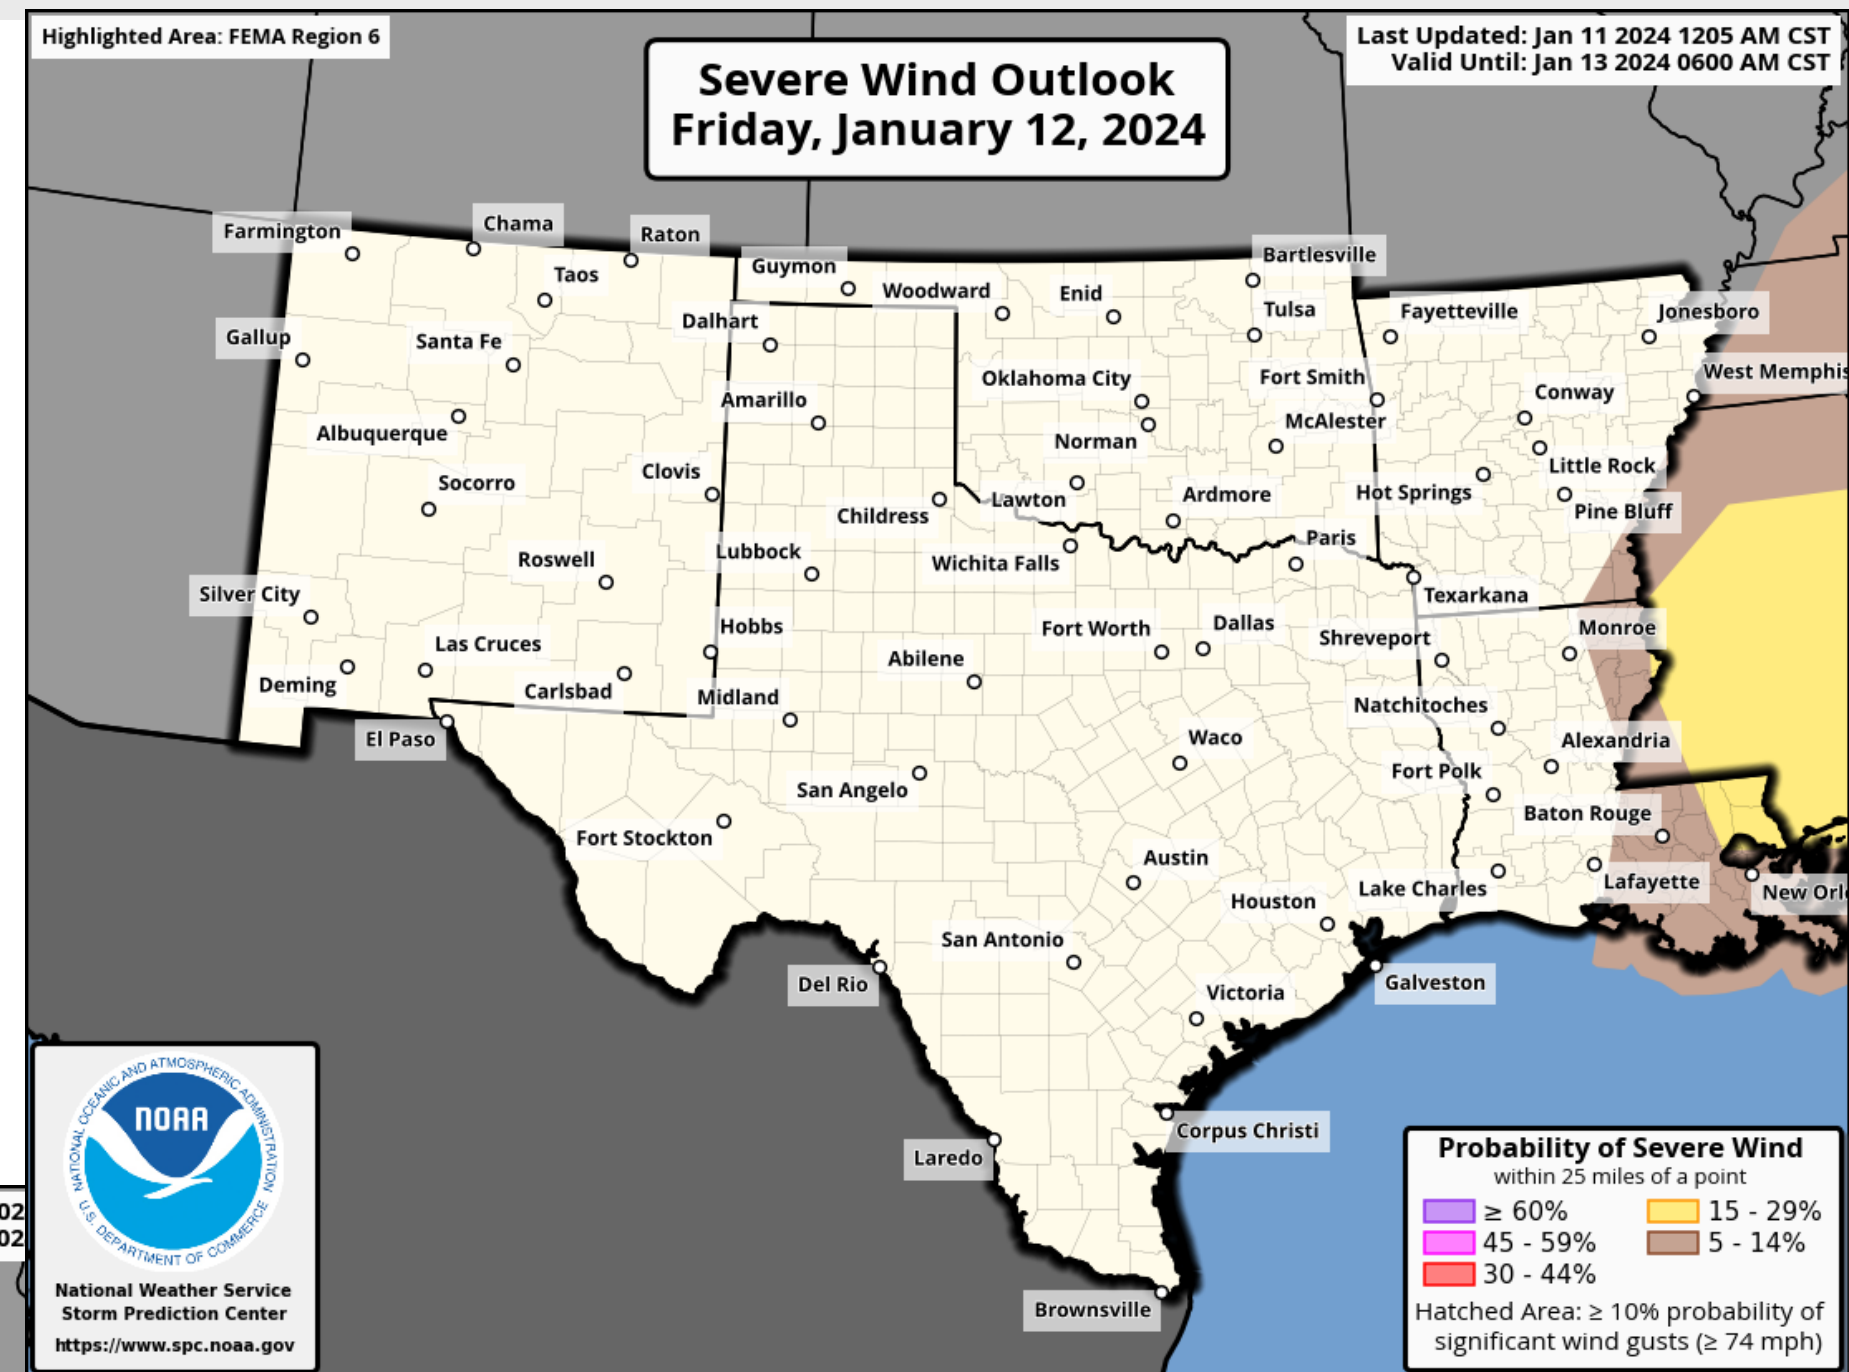 Highlighted Area: FEMA Region 6
Last Updated: Jan 11 2024 1205 AM CST
Valid Until: Jan 13 2024 0600 AM CST
Severe Wind Outlook
Friday, January 12, 2024
Farmington
Chama
Raton
Taos
Guymon
Woodward
Enid
Bartlesville
Tulsa
Fayetteville
Jonesboro
Gallup
Santa Fe
Dalhart
Oklahoma City
Fort Smith
Conway
West Memphis
Albuquerque
Amarillo
Norman
McAlester
Little Rock
Socorro
Clovis
Childress
Lawton
Ardmore
Hot Springs
Pine Bluff
Roswell
Lubbock
Wichita Falls
Paris
Texarkana
Silver City
Las Cruces
Hobbs
Abilene
Fort Worth
Dallas
Shreveport
Monroe
Deming
Carlsbad
Midland
Natchitoches
El Paso
Waco
Alexandria
San Angelo
Fort Polk
Fort Stockton
Baton Rouge
Austin
Lake Charles
Lafayette
New Orl
Houston
San Antonio
Del Rio
Victoria
Galveston
Corpus Christi
Laredo
Brownsville
02
02
NATIONAL OCEANIC AND ATMOSPHERIC ADMINISTRATION
NOAA
U.S. DEPARTMENT OF COMMERCE
National Weather Service
Storm Prediction Center
https://www.spc.noaa.gov
Probability of Severe Wind
within 25 miles of a point
≥ 60%
15 - 29%
45 - 59%
5 - 14%
30 - 44%
Hatched Area: ≥ 10% probability of
significant wind gusts (≥ 74 mph)